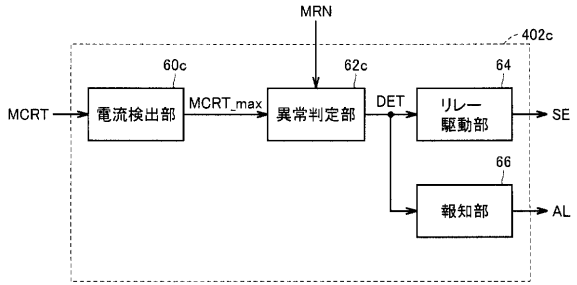 MRN
402c
60c
62c
64
MCRT
電流検出部
MCRT_max
異常判定部
DET
リレー
駆動部
SE
66
報知部
AL